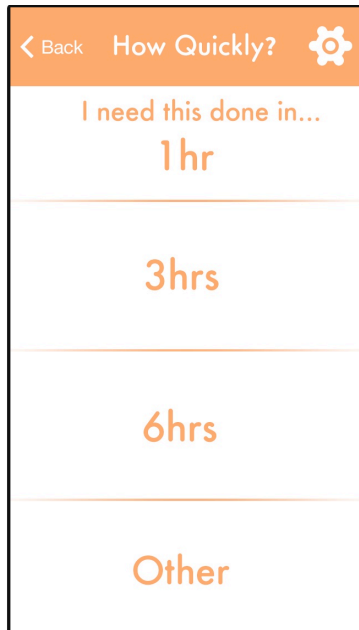 Back How Quickly?
I need this done in...
1hr
3hrs
6hrs
Other